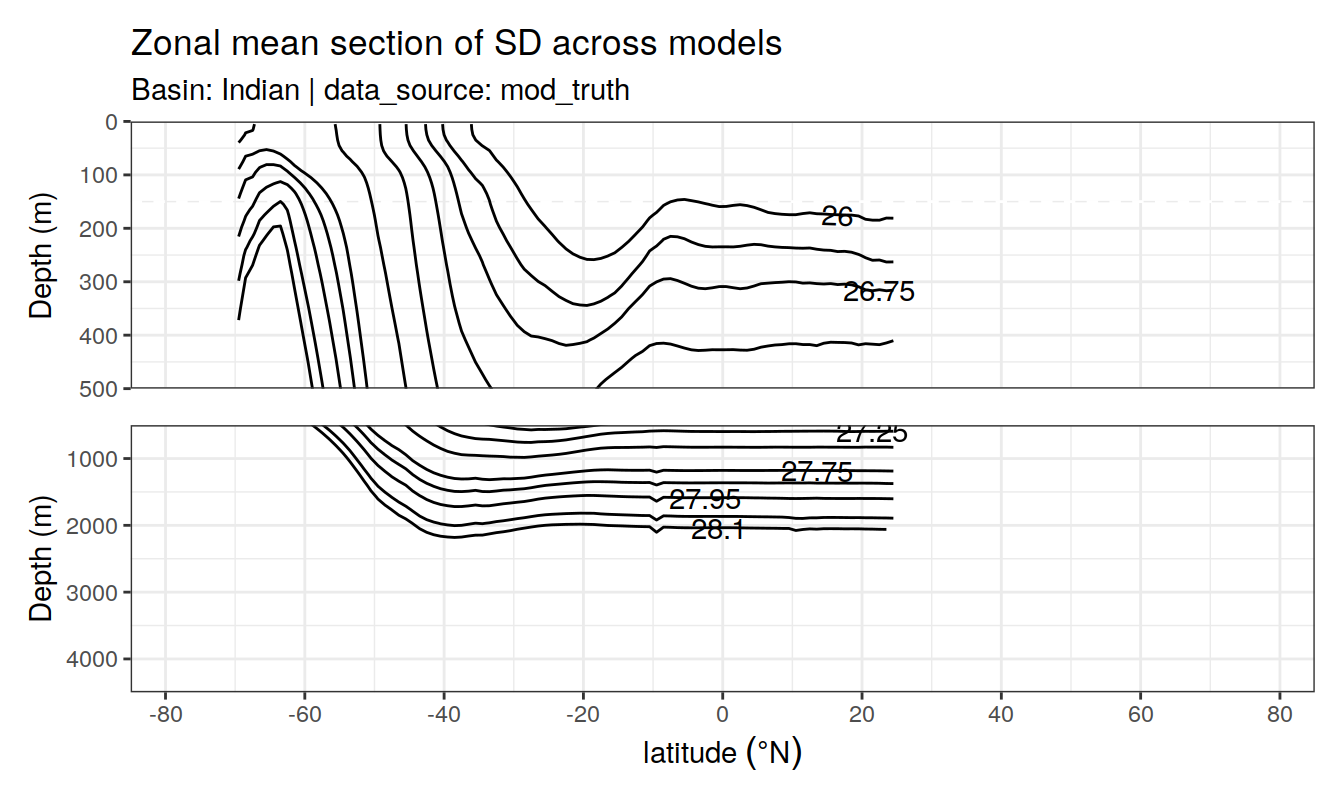 Zonal mean section of SD across models
Basin: Indian | data_source: mod_truth
Depth (m)
0
100
200
300
400
500
26
26.75
Depth (m)
1000
2000
3000
4000
27.25
27.75
27.95
28.1
-80 -60 -40 -20 0 20 40 60 80
latitude (°N)